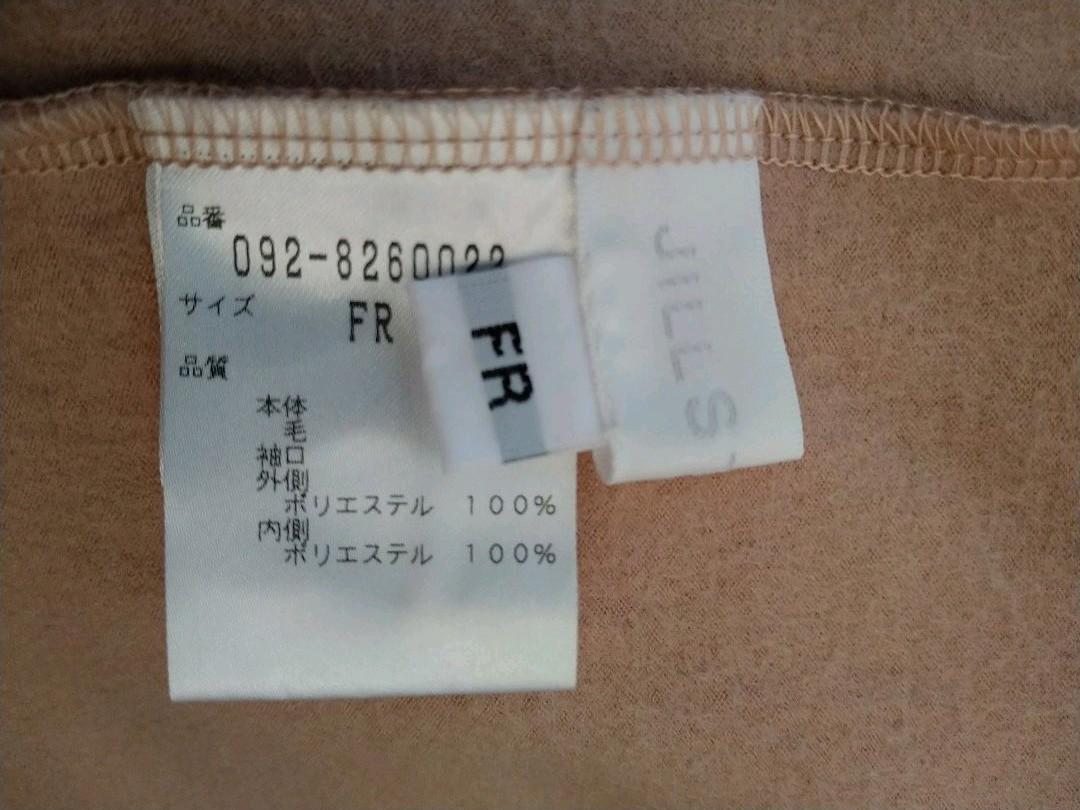 品番
092-8260022
サイズ
FR
品質
本体
毛
袖口
外側
ポリエステル 100%
内側
ポリエステル 100%
FR
JILL S